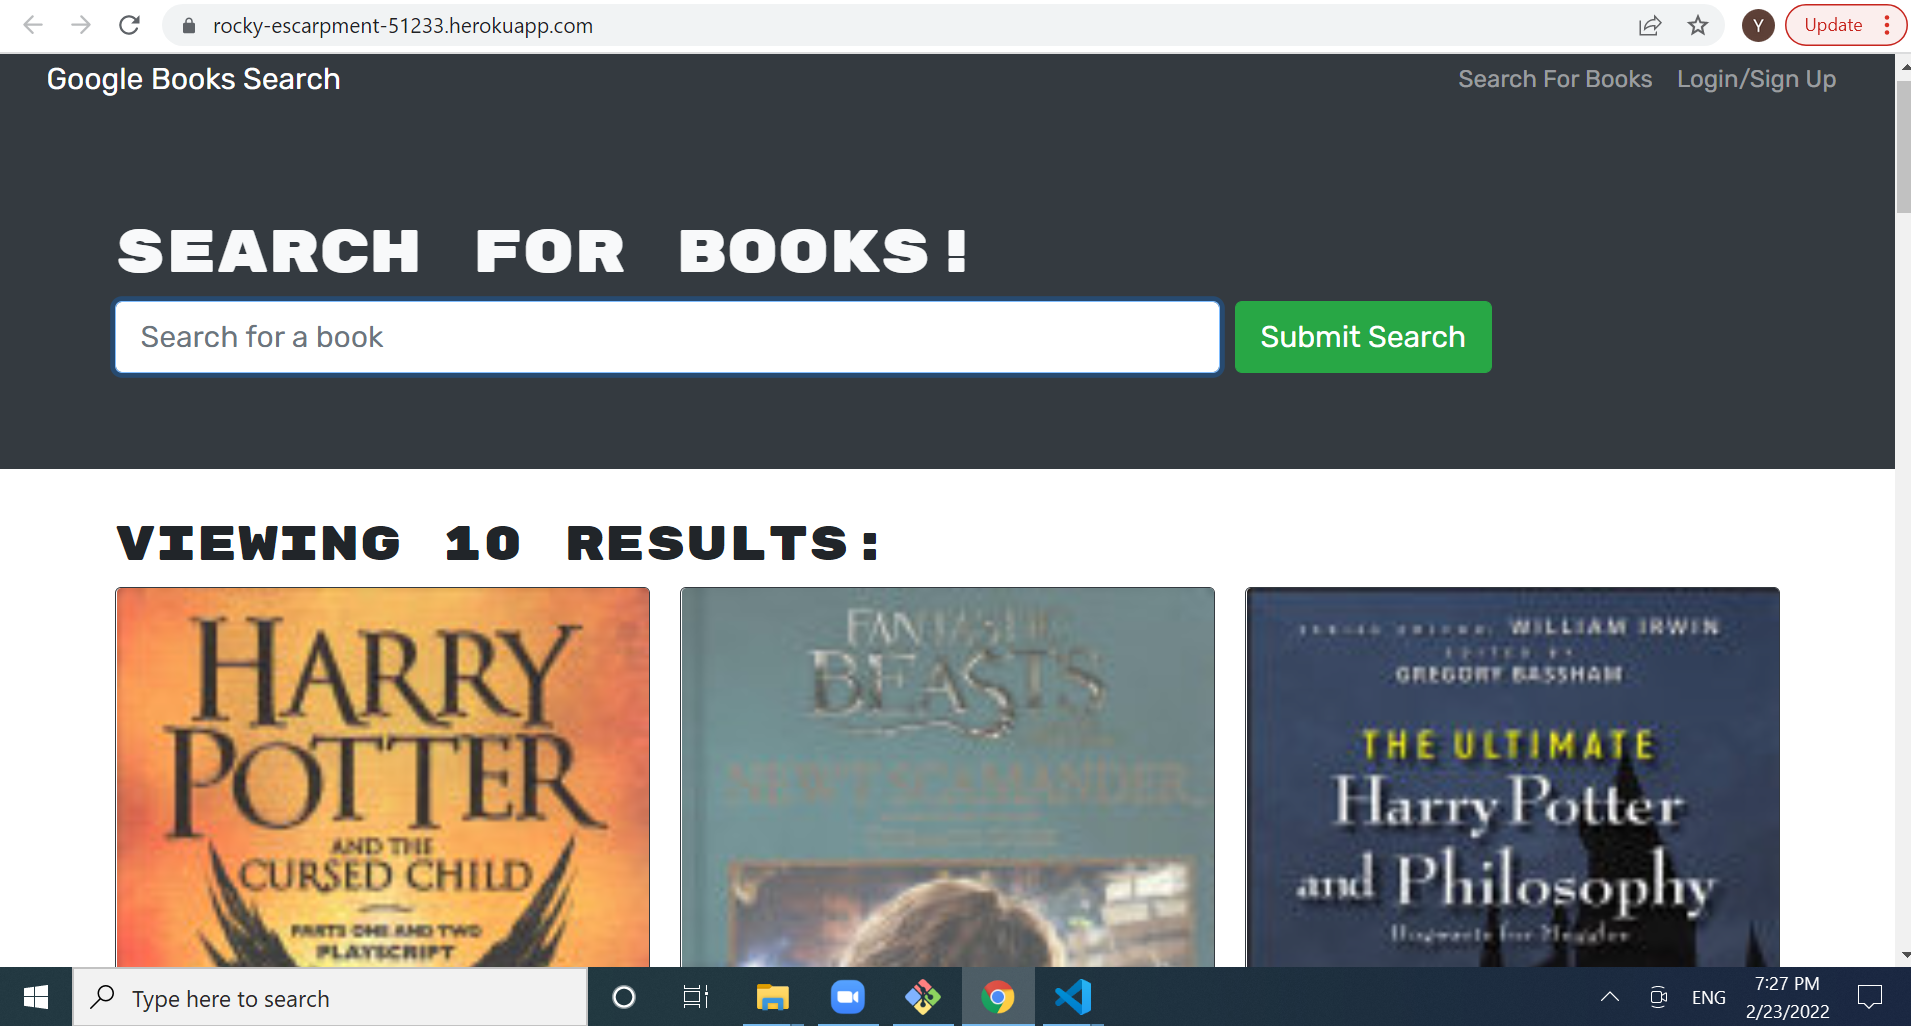 rocky-escarpment-51233.herokuapp.com
Y
Update
Google Books Search
Search For Books
Login/Sign Up
SEARCH FOR BOOKS!
Search for a book
Submit Search
VIEWING 10 RESULTS:
HARRY
POTTER
AND THE
CURSED CHILD
PARTS ONE AND TWO
PLAYSCRIPT
FANTASTIC
BEASTS
NEWT SCAMANDER
WILLIAM IRWIN
EDITED BY
GREGORY BASSHAM
THE ULTIMATE
Harry Potter
and Philosophy
Hogwarts for Muggles
Type here to search
ENG
7:27 PM
2/23/2022